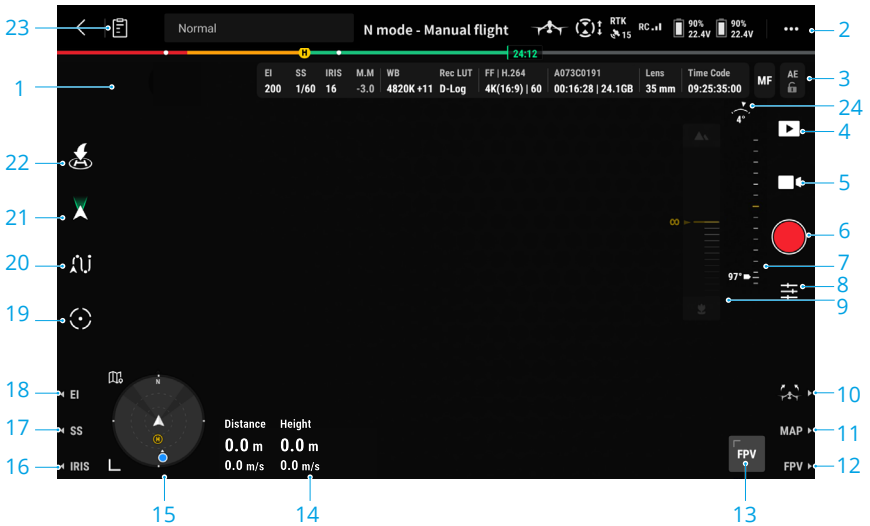 23
Normal
N mode - Manual flight
RTK
15
RC
90%
22.4V
90%
22.4V
2
H
24:12
1
EI
200
SS
1/60
IRIS
16
M.M
-3.0
WB
4820K +11
Rec LUT
D-Log
FF | H.264
4K(16:9) | 60
A073C0191
00:16:28 | 24.1GB
Lens
35 mm
Time Code
09:25:35:00
MF
AE
3
24
4°
4
22
5
21
∞
6
20
7
97°
8
9
19
18
EI
N
10
17
SS
H
Distance
0.0 m
0.0 m/s
Height
0.0 m
0.0 m/s
MAP
11
16
IRIS
FPV
FPV
12
15
14
13